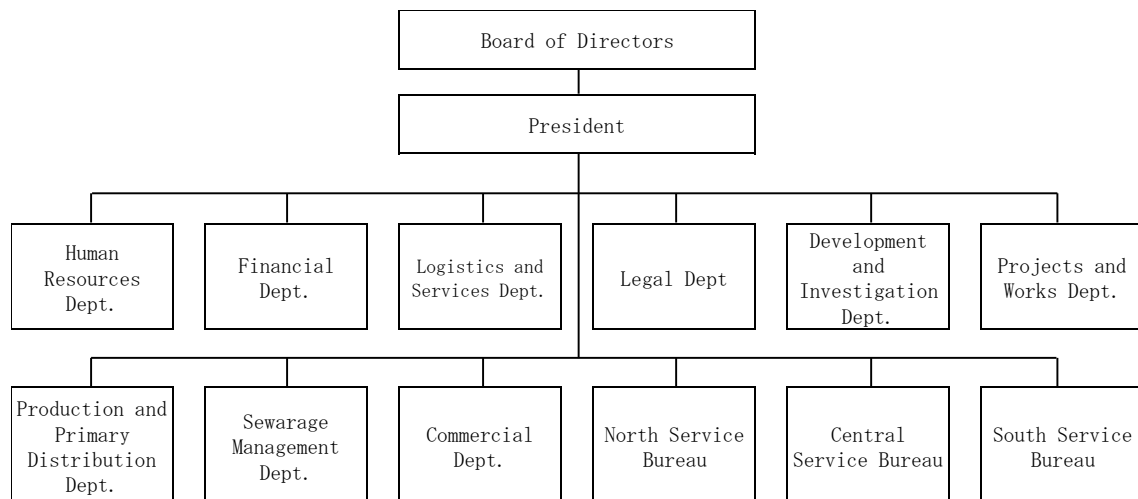 Board of Directors
President
Human
Resources
Dept.
Financial
Dept.
Logistics and
Services Dept.
Legal Dept
Development
and
Investigation
Dept.
Projects and
Works Dept.
Production and
Primary
Distribution
Dept.
Sewarage
Management
Dept.
Commercial
Dept.
North Service
Bureau
Central
Service Bureau
South Service
Bureau